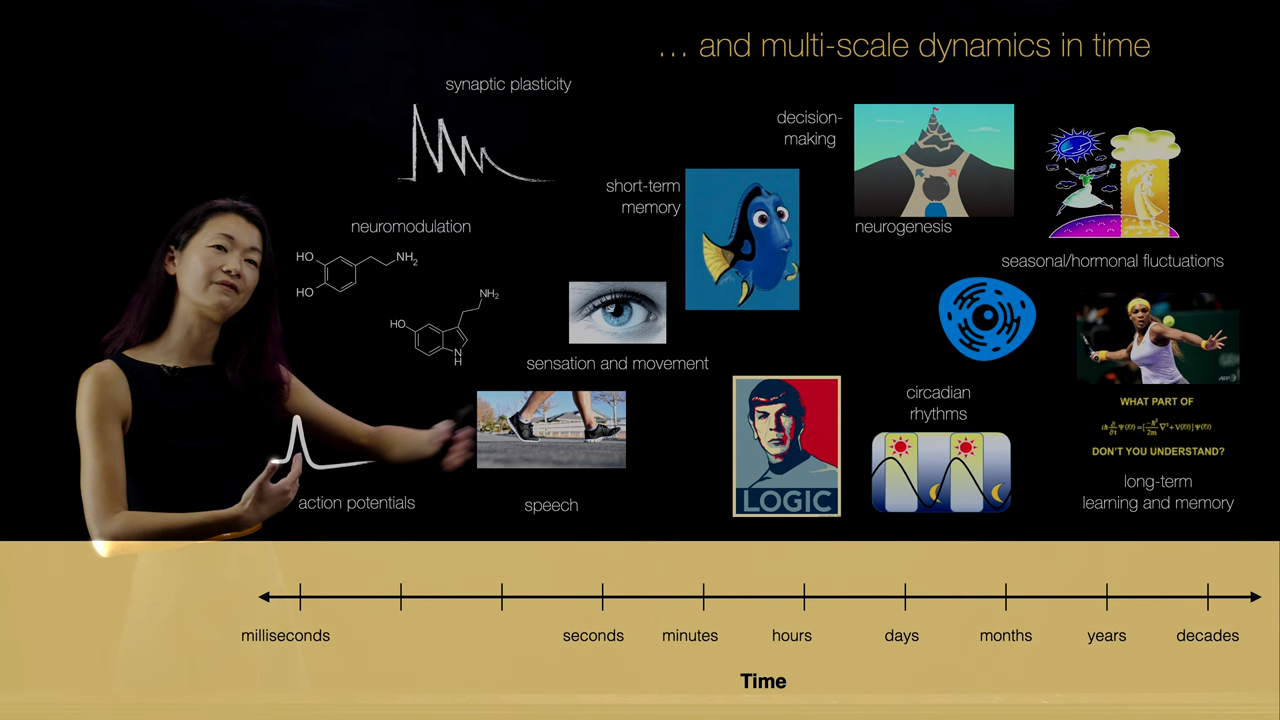 … and multi-scale dynamics in time
synaptic plasticity
decision-
making
short-term
memory
neuromodulation
neurogenesis
HO
NH2
HO
seasonal/hormonal fluctuations
NH2
HO
N
H
sensation and movement
AFP
circadian
rhythms
WHAT PART OF
DON'T YOU UNDERSTAND?
LOGIC
long-term
learning and memory
action potentials
speech
milliseconds
seconds
minutes
hours
days
months
years
decades
Time